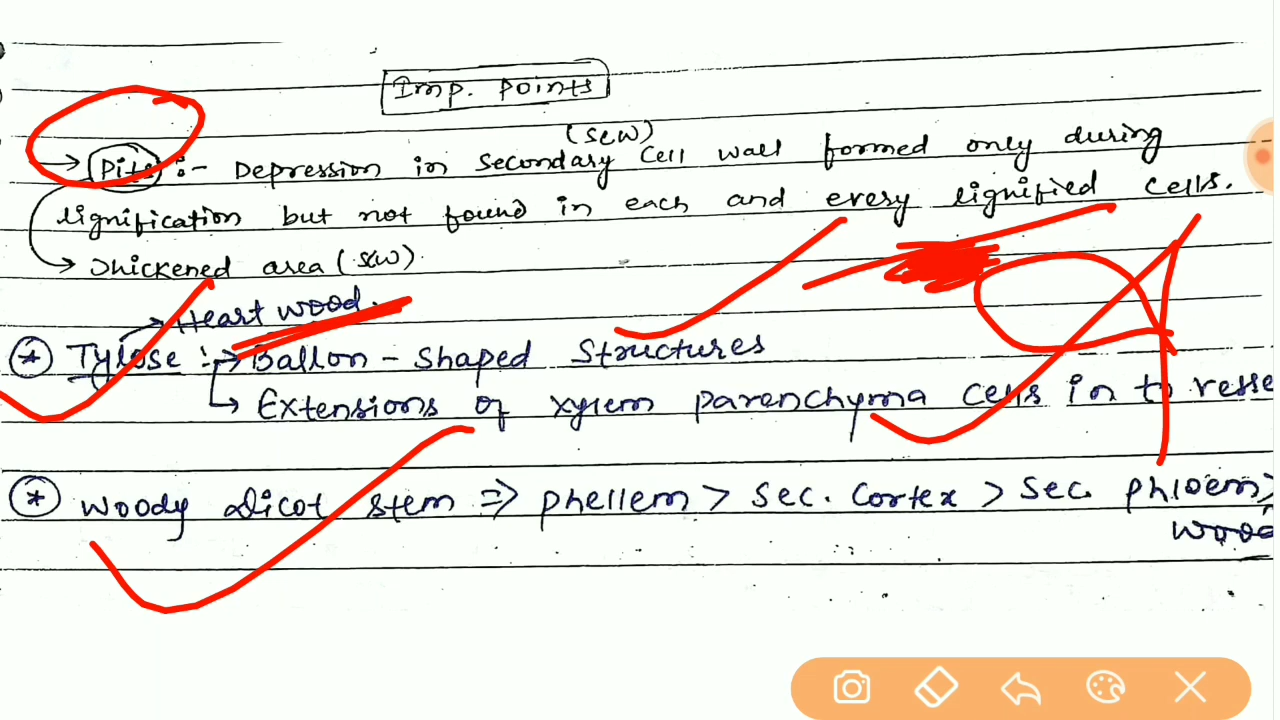 Imp. Points
(SCW)
→ Pits :- Depression in Secondary Cell wall formed only during
lignification but not found in each and every lignified cells.
→ Thickened area (SCW).
→ Heart wood.
* Tylose :→ Ballon - shaped Structures
→ Extensions of xylem parenchyma cells in to vesse
* Woody dicot stem ⇒ phellem > Sec. Cortex > Sec. phloem >
wood